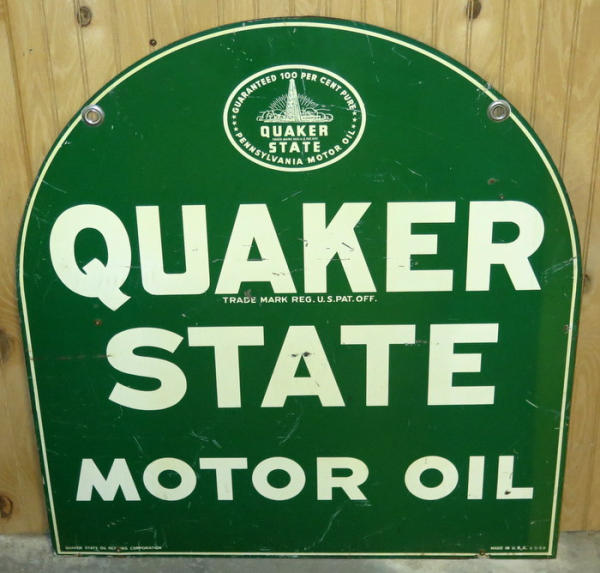 GUARANTEED 100 PER CENT PURE
QUAKER
STATE
PENNSYLVANIA MOTOR OIL
QUAKER
TRADE MARK REG. U.S. PAT. OFF.
STATE
MOTOR OIL
QUAKER STATE OIL REFINING CORPORATION
MADE IN U.S.A.